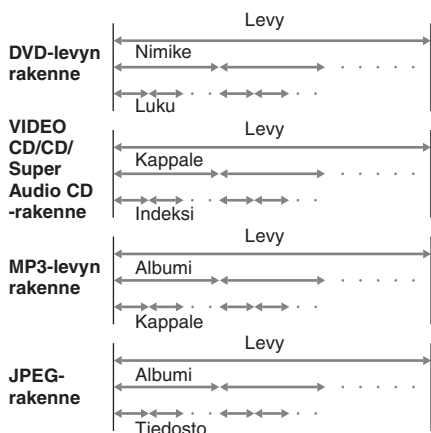 Levy
DVD-levyn
rakenne
Nimike
Luku
VIDEO
CD/CD/
Super
Audio CD
-rakenne
Levy
Kappale
Indeksi
MP3-levyn
rakenne
Levy
Albumi
Kappale
JPEG-
rakenne
Levy
Albumi
Tiedosto